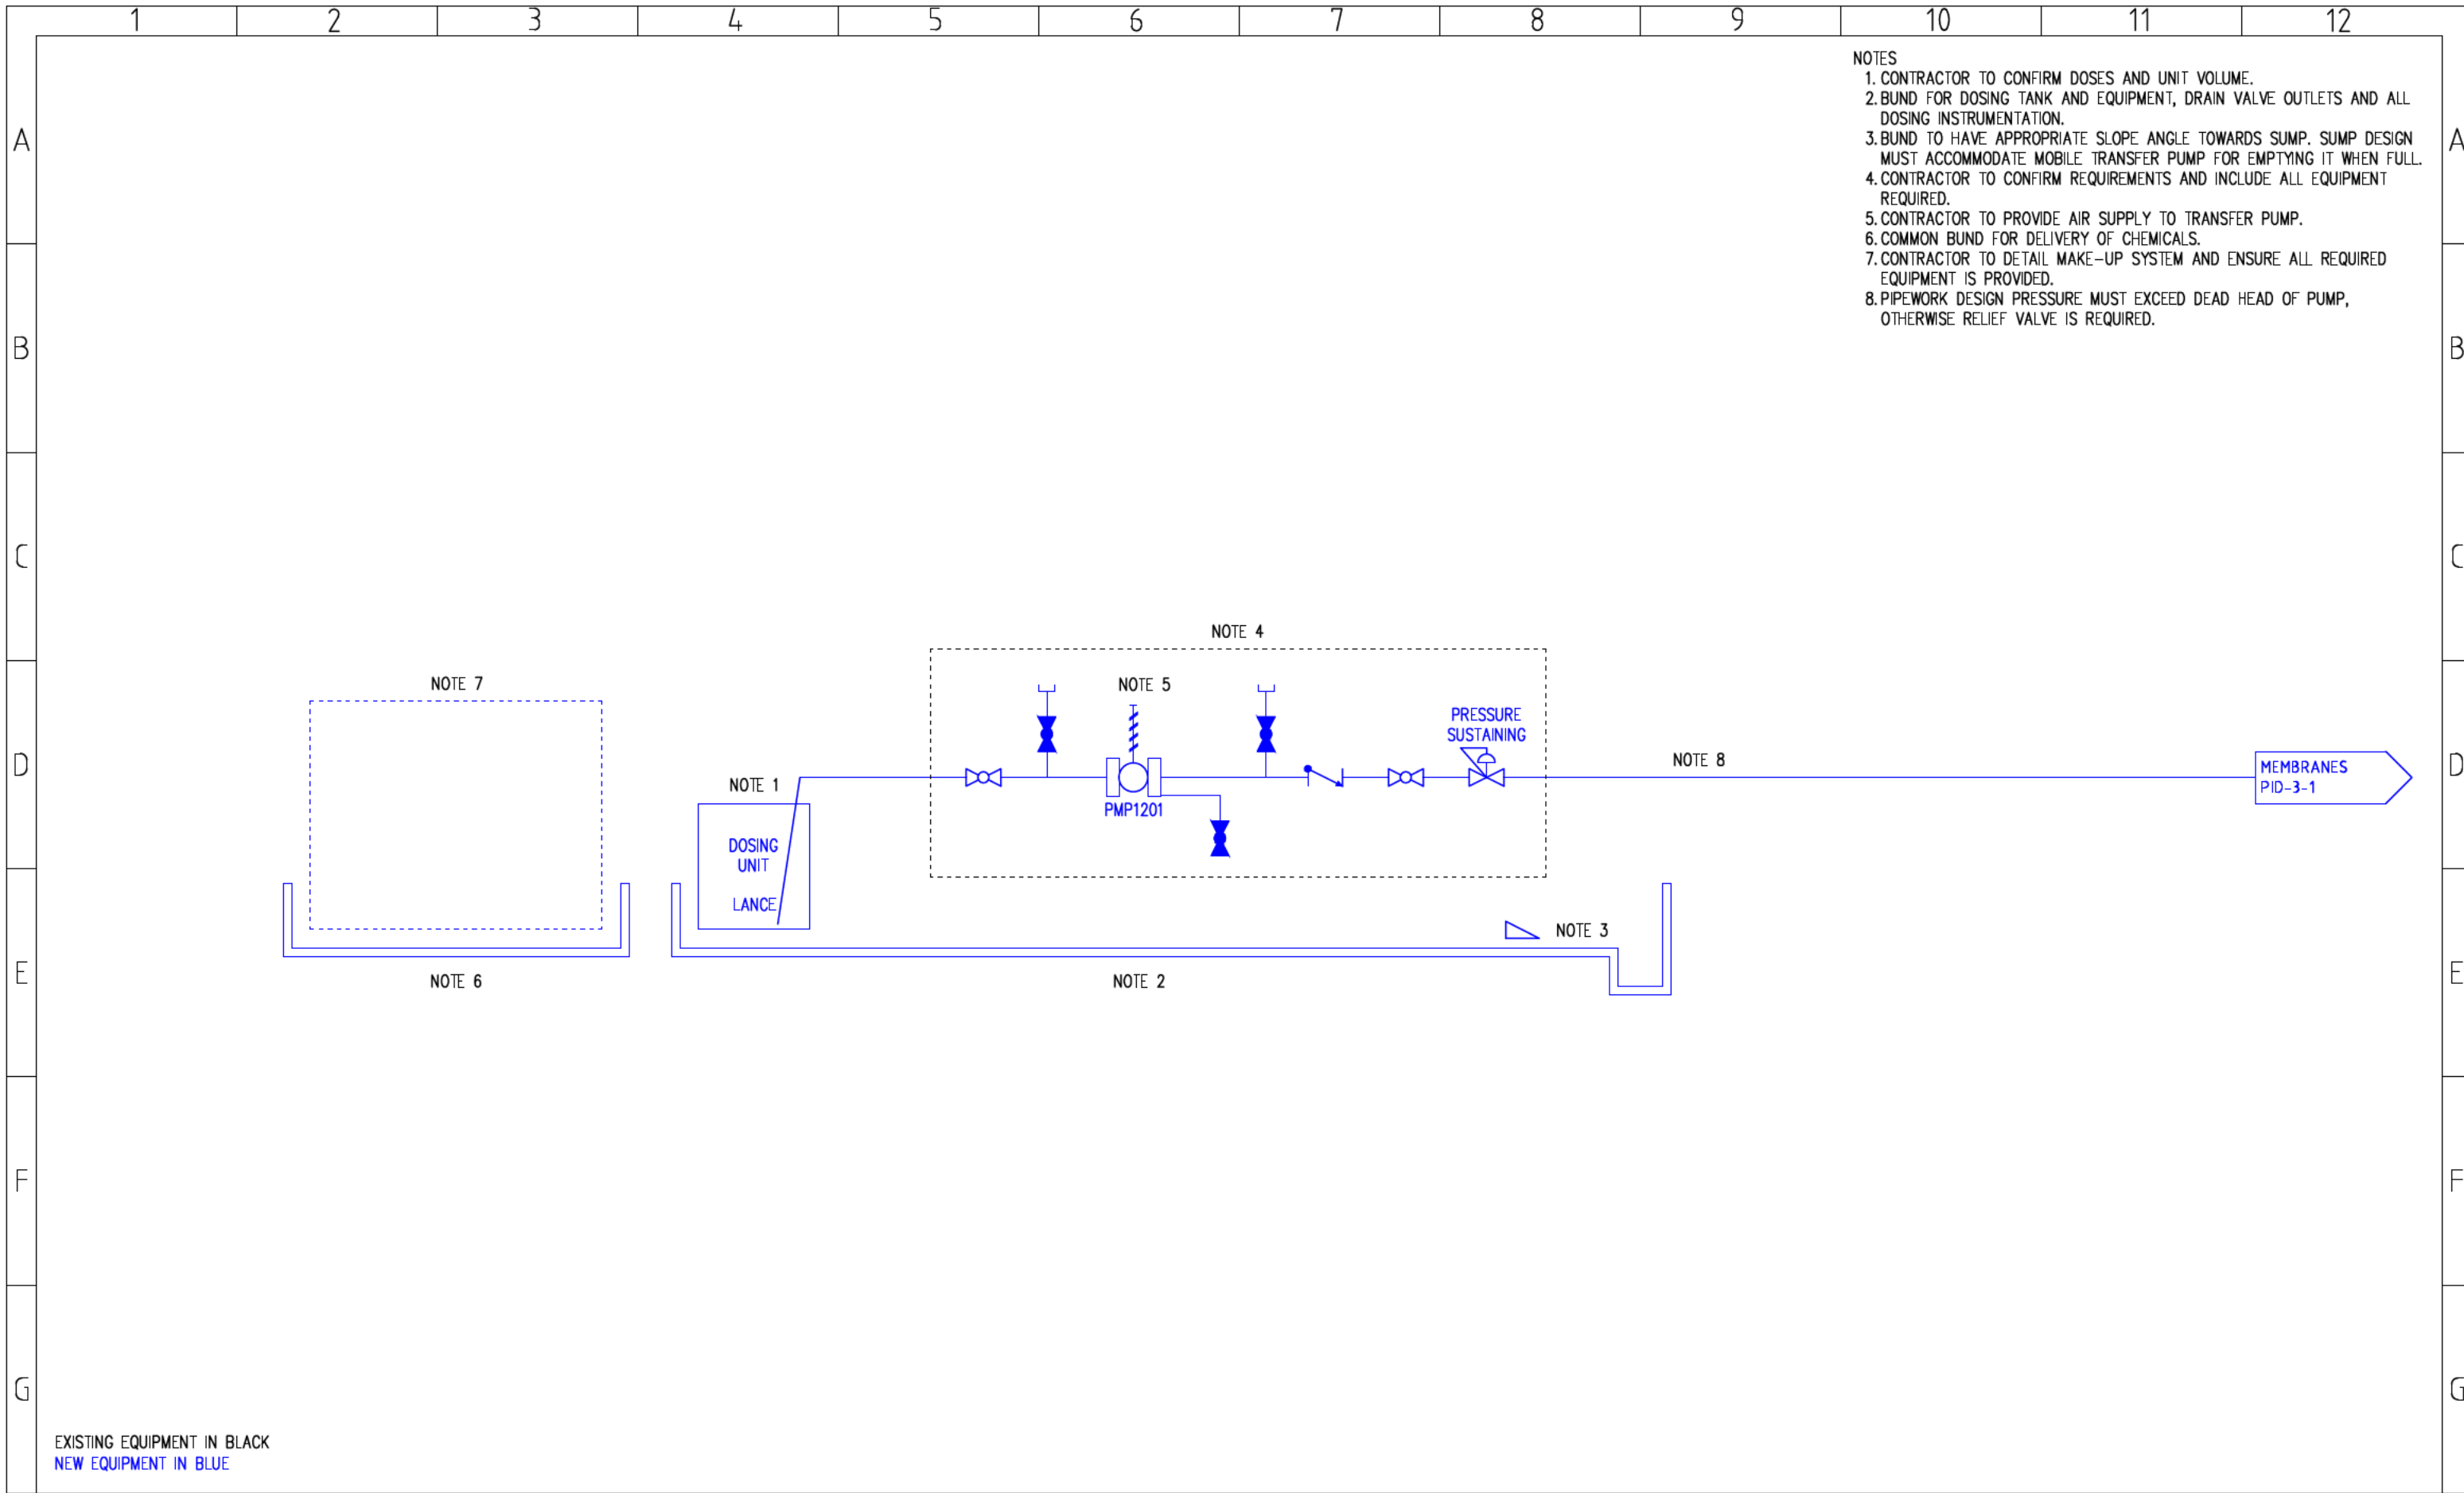 1 2 3 4 5 6 7 8 9 10 11 12
NOTES
1. CONTRACTOR TO CONFIRM DOSES AND UNIT VOLUME.
2. BUND FOR DOSING TANK AND EQUIPMENT, DRAIN VALVE OUTLETS AND ALL
DOSING INSTRUMENTATION.
3. BUND TO HAVE APPROPRIATE SLOPE ANGLE TOWARDS SUMP. SUMP DESIGN
MUST ACCOMMODATE MOBILE TRANSFER PUMP FOR EMPTYING IT WHEN FULL.
4. CONTRACTOR TO CONFIRM REQUIREMENTS AND INCLUDE ALL EQUIPMENT
REQUIRED.
5. CONTRACTOR TO PROVIDE AIR SUPPLY TO TRANSFER PUMP.
6. COMMON BUND FOR DELIVERY OF CHEMICALS.
7. CONTRACTOR TO DETAIL MAKE-UP SYSTEM AND ENSURE ALL REQUIRED
EQUIPMENT IS PROVIDED.
8. PIPEWORK DESIGN PRESSURE MUST EXCEED DEAD HEAD OF PUMP,
OTHERWISE RELIEF VALVE IS REQUIRED.
A A
B B
C C
NOTE 4
NOTE 7
NOTE 5
PRESSURE
SUSTAINING
D D
NOTE 8
MEMBRANES
PID-3-1
NOTE 1
PMP1201
DOSING
UNIT
LANCE
NOTE 3
E E
NOTE 6
NOTE 2
F F
G G
EXISTING EQUIPMENT IN BLACK
NEW EQUIPMENT IN BLUE